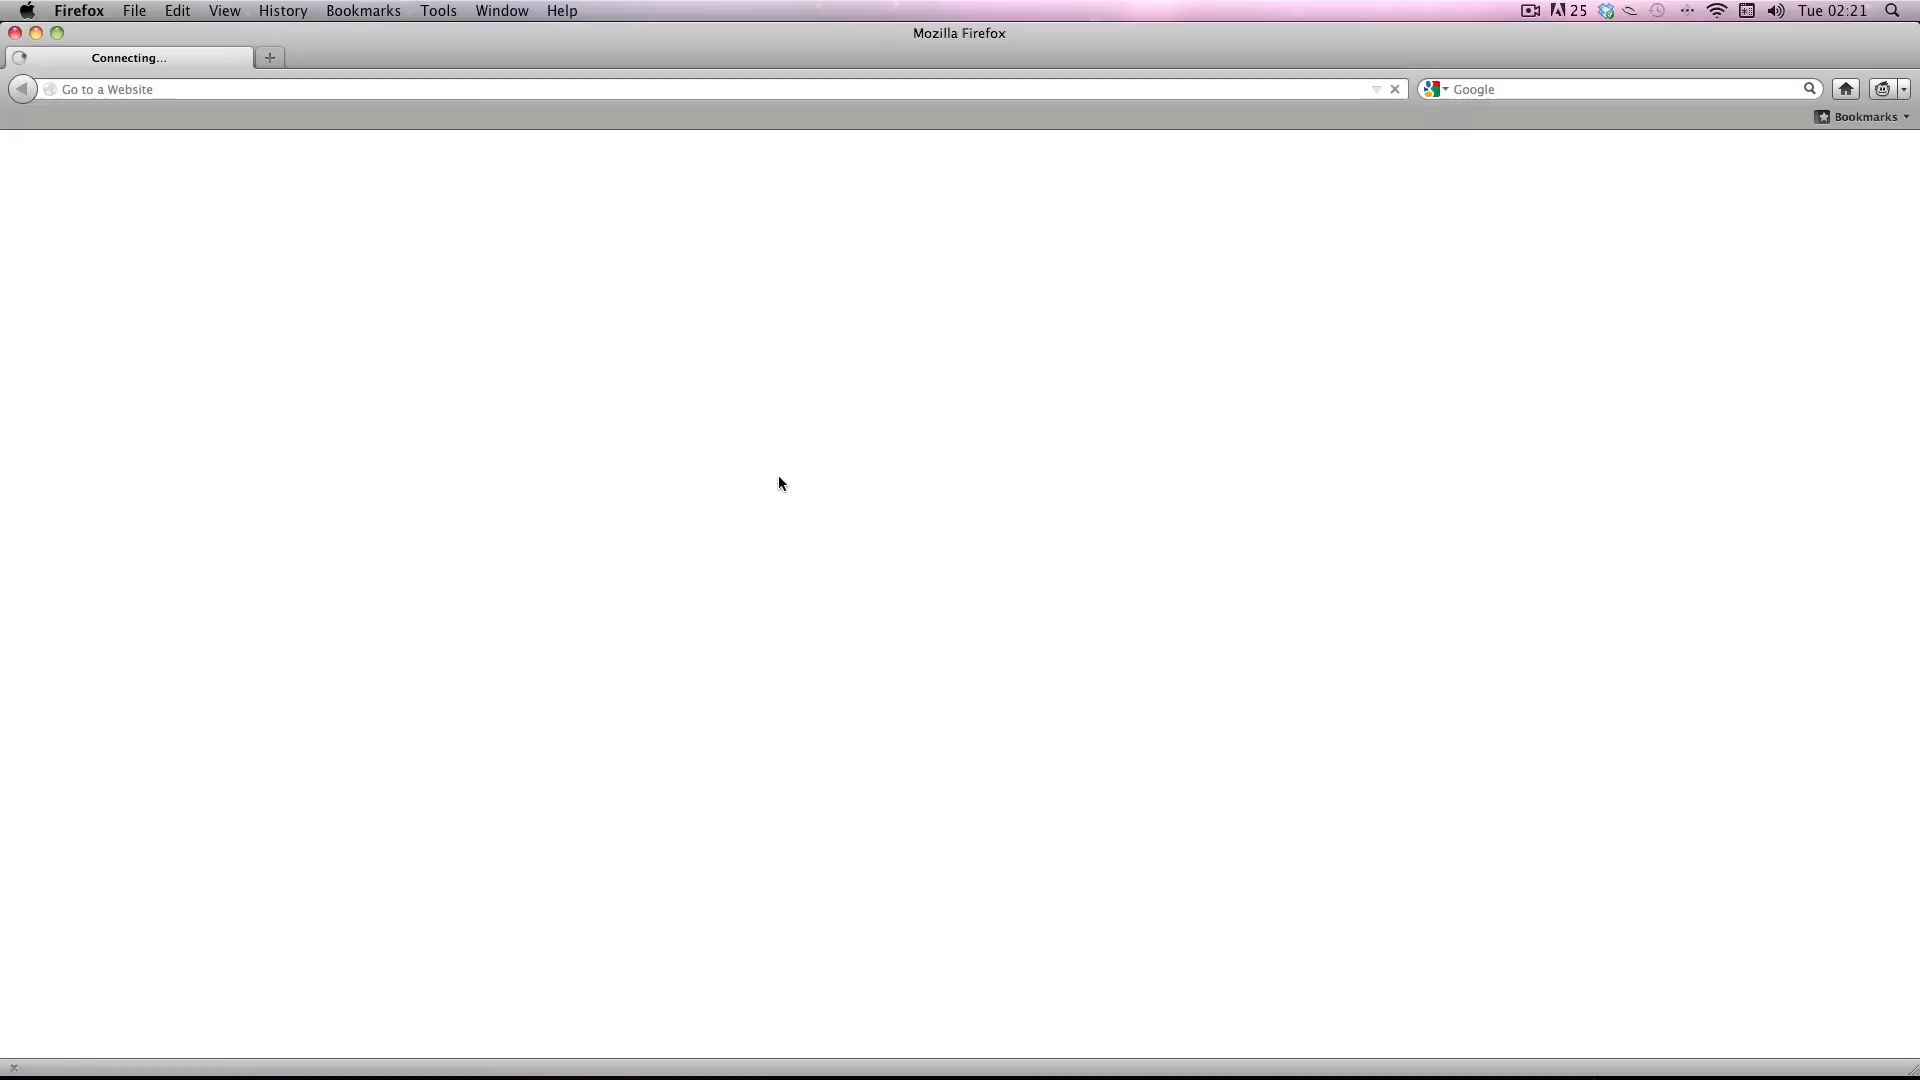 Firefox File Edit View History Bookmarks Tools Window Help 25 Tue 02:21
Mozilla Firefox
Connecting...
Go to a Website Google
Bookmarks